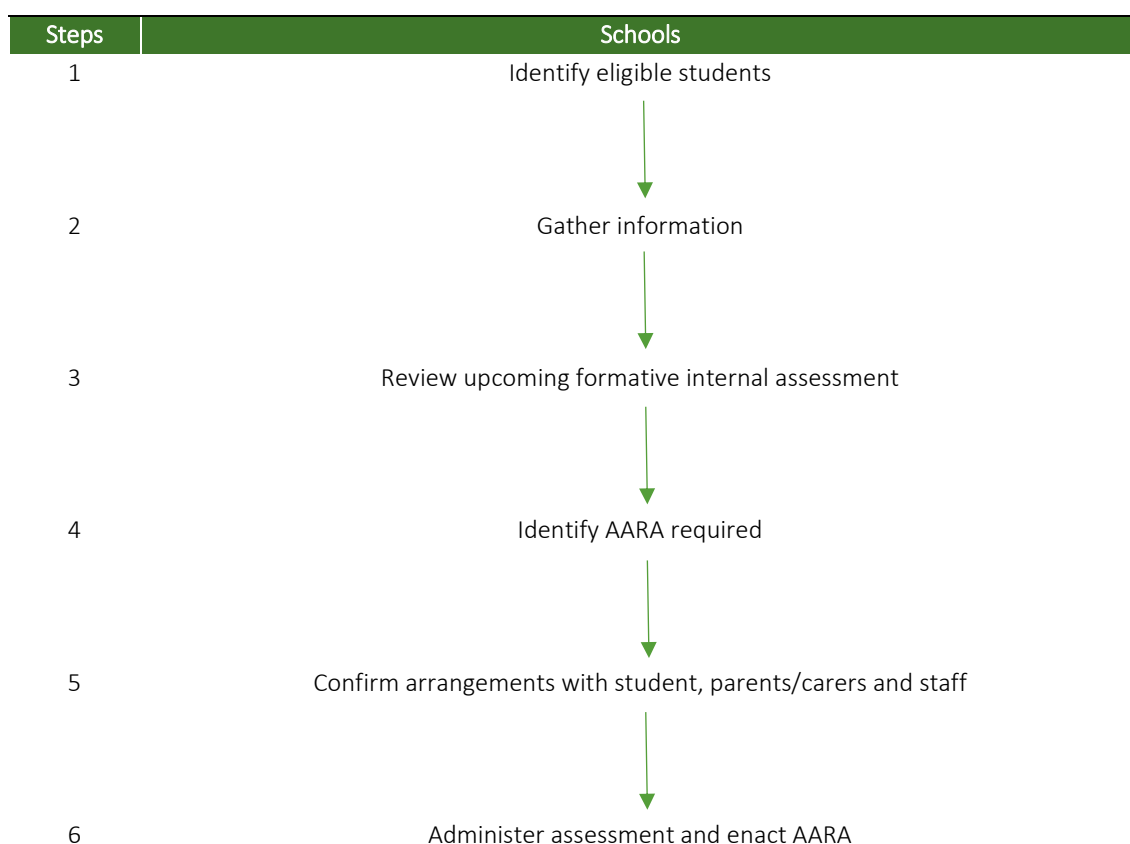 Steps Schools
1 Identify eligible students
2 Gather information
3 Review upcoming formative internal assessment
4 Identify AARA required
5 Confirm arrangements with student, parents/carers and staff
6 Administer assessment and enact AARA